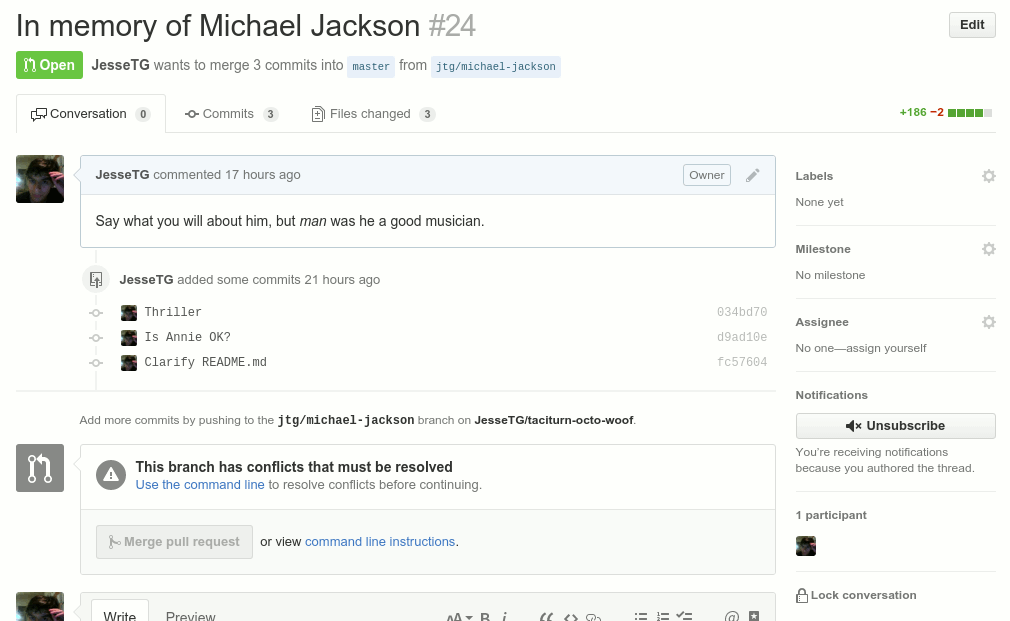 In memory of Michael Jackson #24
Edit
Open
JesseTG wants to merge 3 commits into master from jtg/michael-jackson
Conversation 0
Commits 3
Files changed 3
+186 −2
JesseTG commented 17 hours ago
Owner
Say what you will about him, but man was he a good musician.
JesseTG added some commits 21 hours ago
Thriller 034bd70
Is Annie OK? d9ad10e
Clarify README.md fc57604
Add more commits by pushing to the jtg/michael-jackson branch on JesseTG/taciturn-octo-woof.
This branch has conflicts that must be resolved
Use the command line to resolve conflicts before continuing.
Merge pull request or view command line instructions.
Write
Preview
AA B i
Labels
None yet
Milestone
No milestone
Assignee
No one—assign yourself
Notifications
Unsubscribe
You're receiving notifications
because you authored the thread.
1 participant
Lock conversation